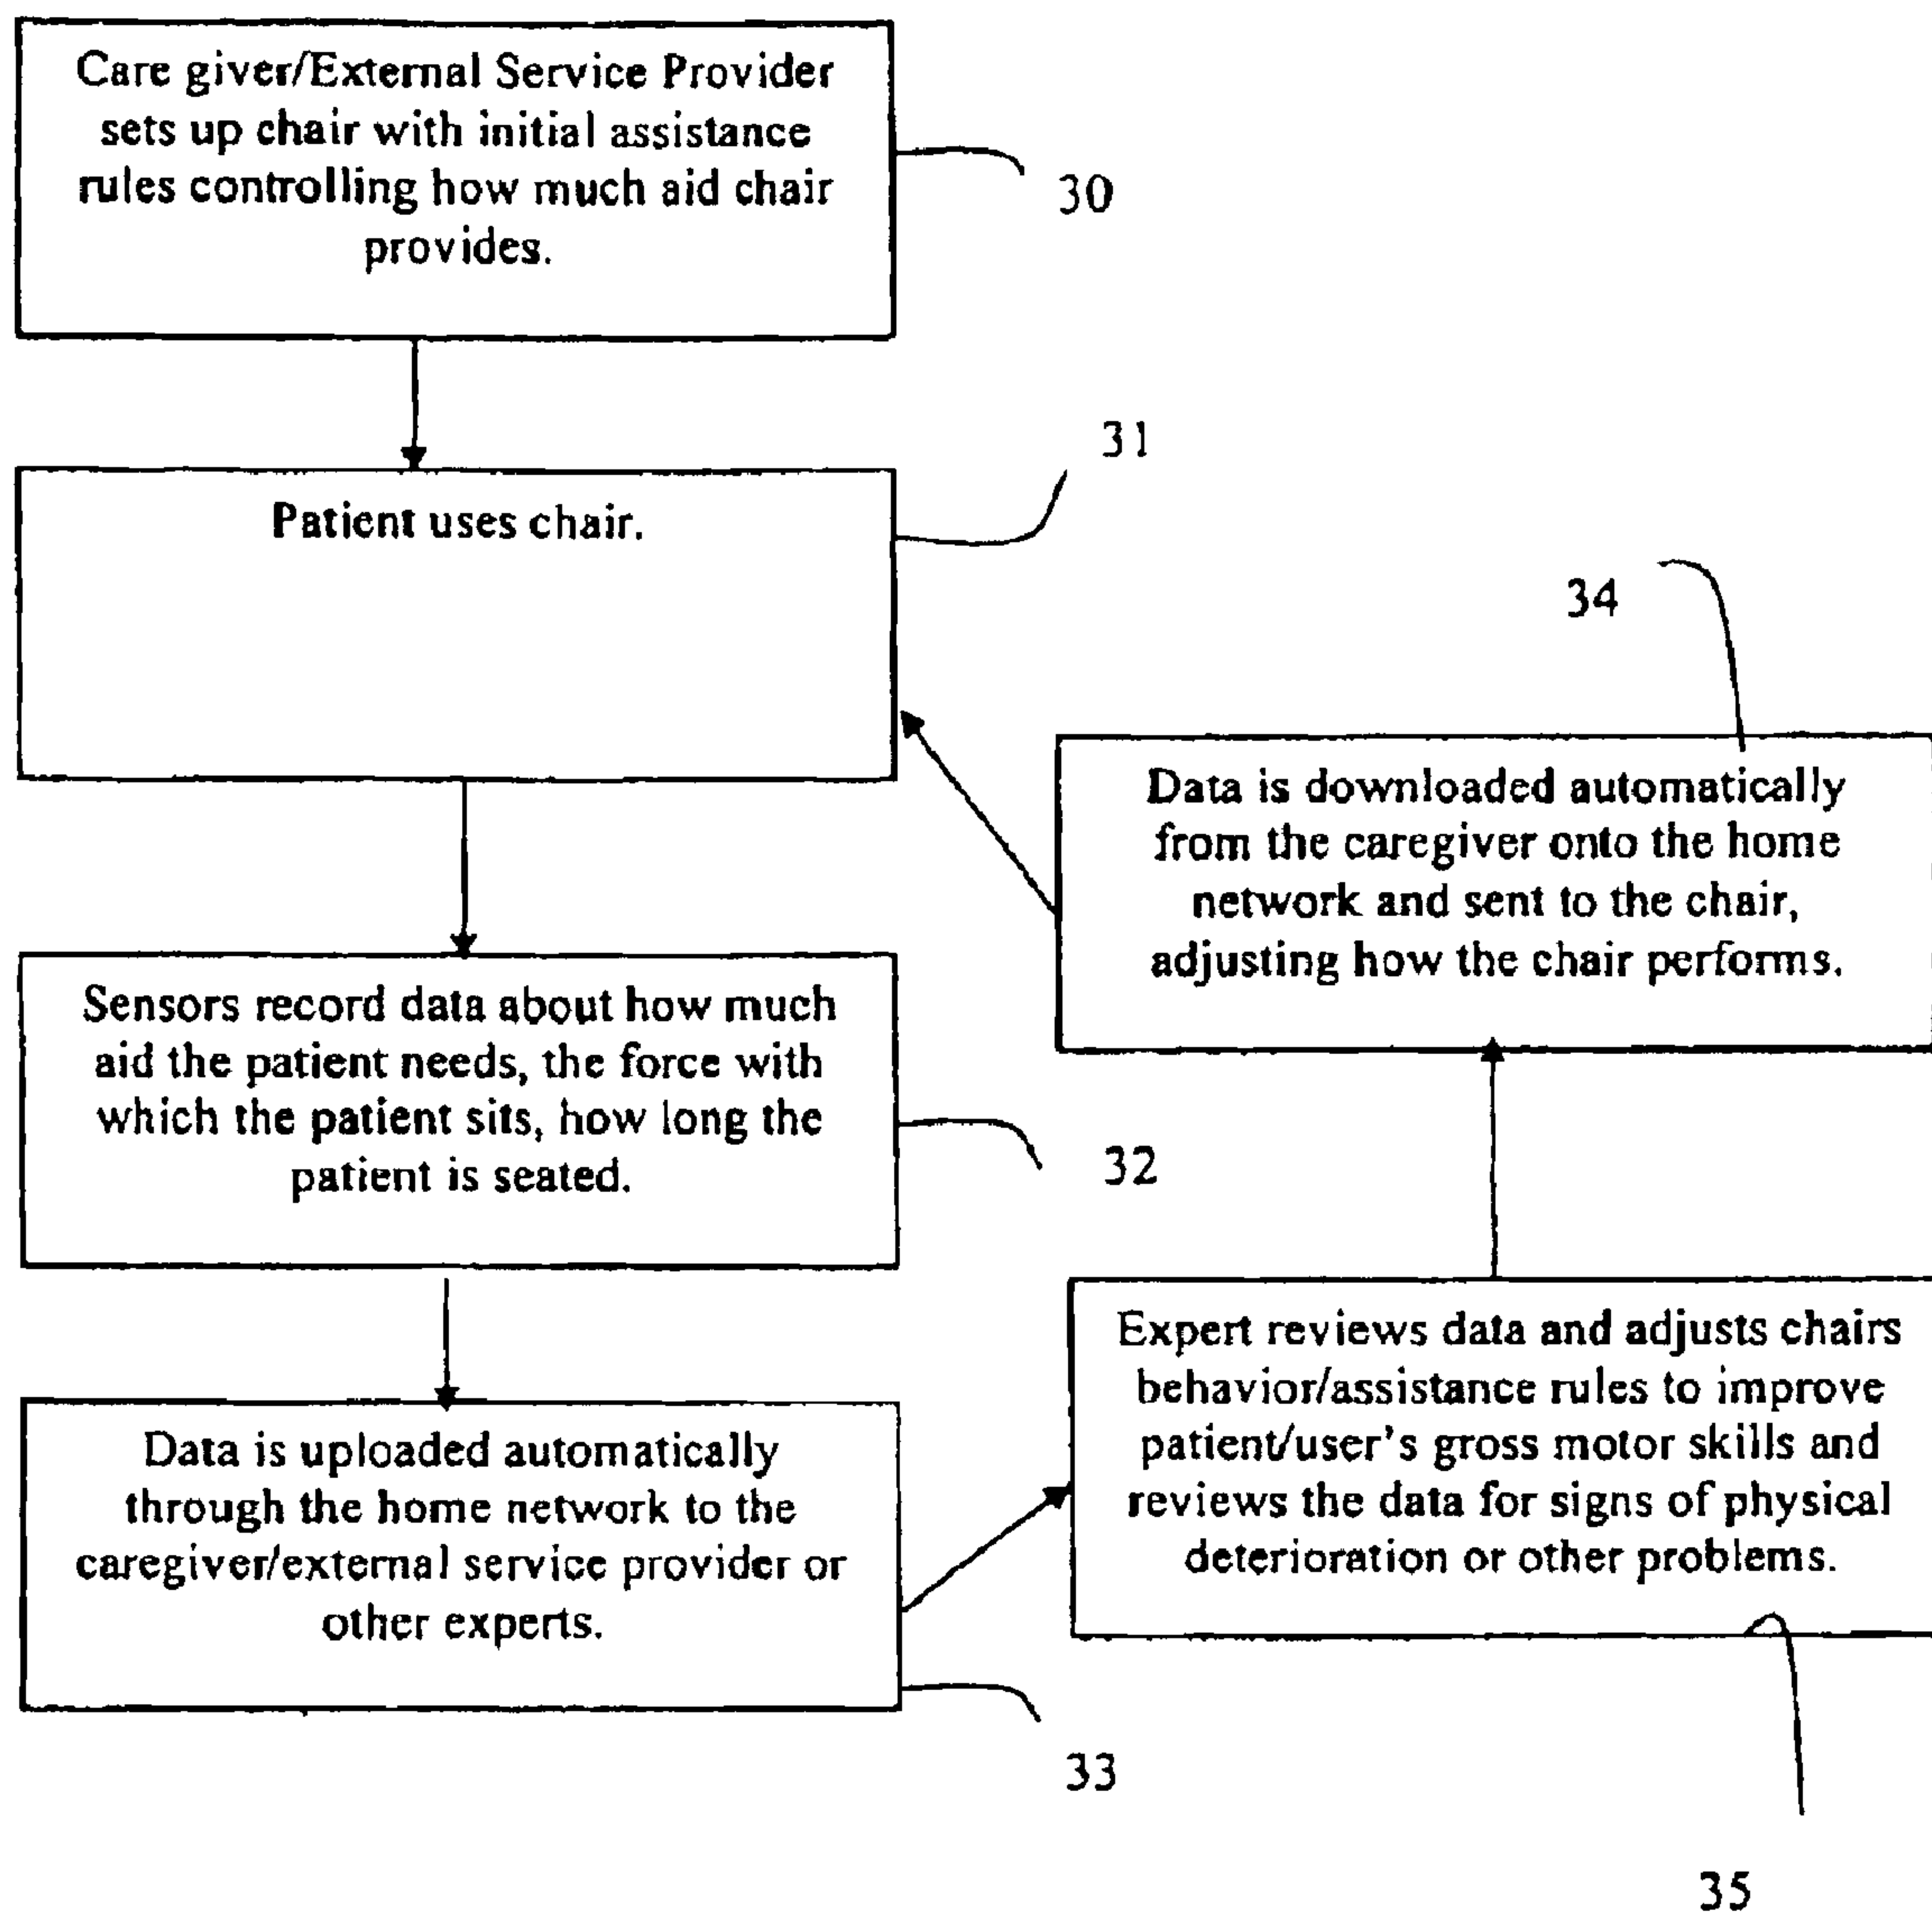 Care giver/External Service Provider
sets up chair with initial assistance
rules controlling how much aid chair
provides.
30
31
Patient uses chair.
34
Data is downloaded automatically
from the caregiver onto the home
network and sent to the chair,
adjusting how the chair performs.
Sensors record data about how much
aid the patient needs, the force with
which the patient sits, how long the
patient is seated.
32
Expert reviews data and adjusts chairs
behavior/assistance rules to improve
patient/user's gross motor skills and
reviews the data for signs of physical
deterioration or other problems.
Data is uploaded automatically
through the home network to the
caregiver/external service provider or
other experts.
33
35